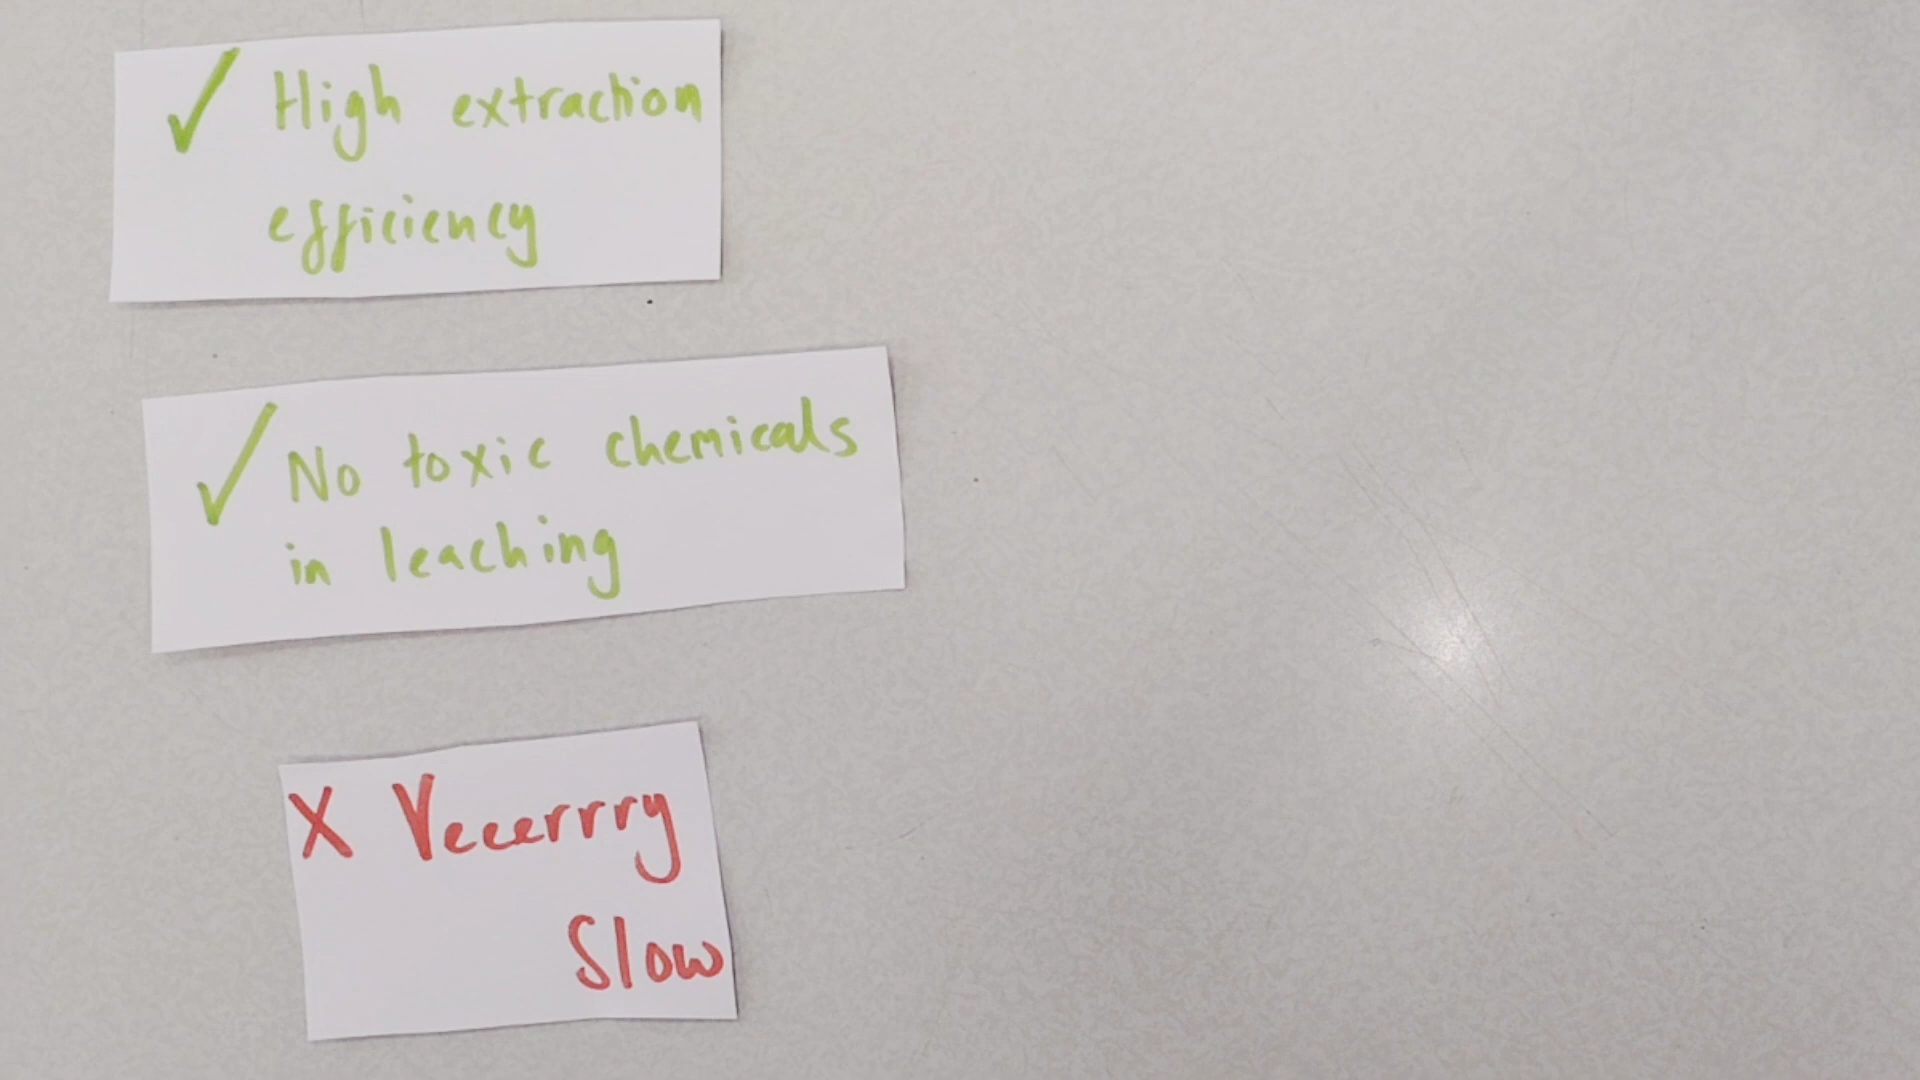 ✓ High extraction
efficiency
✓ No toxic chemicals
in leaching
X Veeerrry
Slow